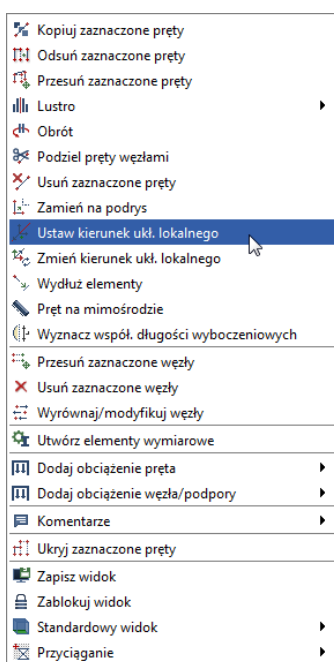 Kopiuj zaznaczone pręty
Odsuń zaznaczone pręty
Przesuń zaznaczone pręty
Lustro
Obrót
Podziel pręty węzłami
Usuń zaznaczone pręty
Zamień na podrys
Ustaw kierunek ukł. lokalnego
Zmień kierunek ukł. lokalnego
Wydłuż elementy
Pręt na mimośrodzie
Wyznacz współ. długości wyboczeniowych
Przesuń zaznaczone węzły
Usuń zaznaczone węzły
Wyrównaj/modyfikuj węzły
Utwórz elementy wymiarowe
Dodaj obciążenie pręta
Dodaj obciążenie węzła/podpory
Komentarze
Ukryj zaznaczone pręty
Zapisz widok
Zablokuj widok
Standardowy widok
Przyciąganie